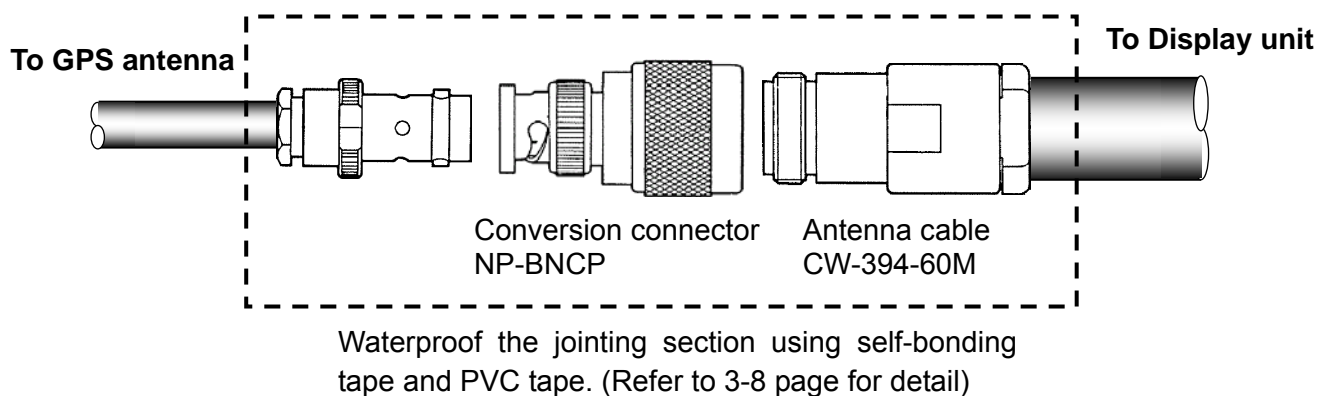 To GPS antenna
To Display unit
Conversion connector
NP-BNCP
Antenna cable
CW-394-60M
Waterproof the jointing section using self-bonding
tape and PVC tape. (Refer to 3-8 page for detail)